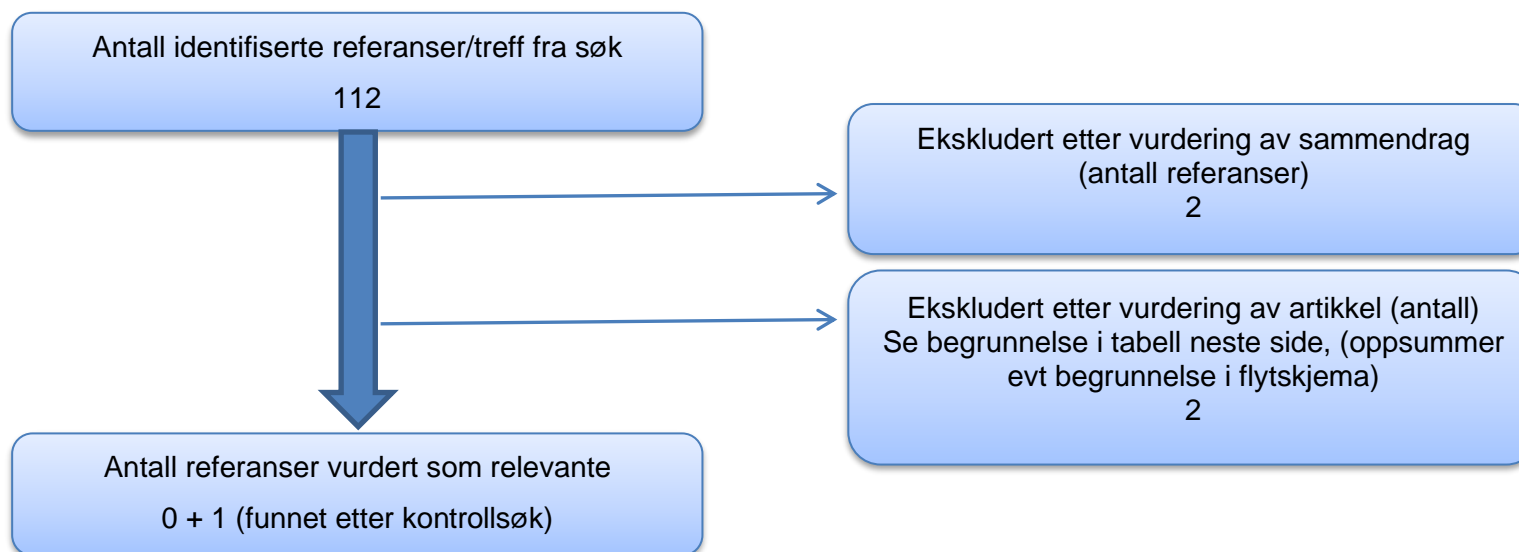 Antall identifiserte referanser/treff fra søk
112
Ekskludert etter vurdering av sammendrag
(antall referanser)
2
Ekskludert etter vurdering av artikkel (antall)
Se begrunnelse i tabell neste side, (oppsummer
evt begrunnelse i flytskjema)
2
Antall referanser vurdert som relevante
0 + 1 (funnet etter kontrollsøk)